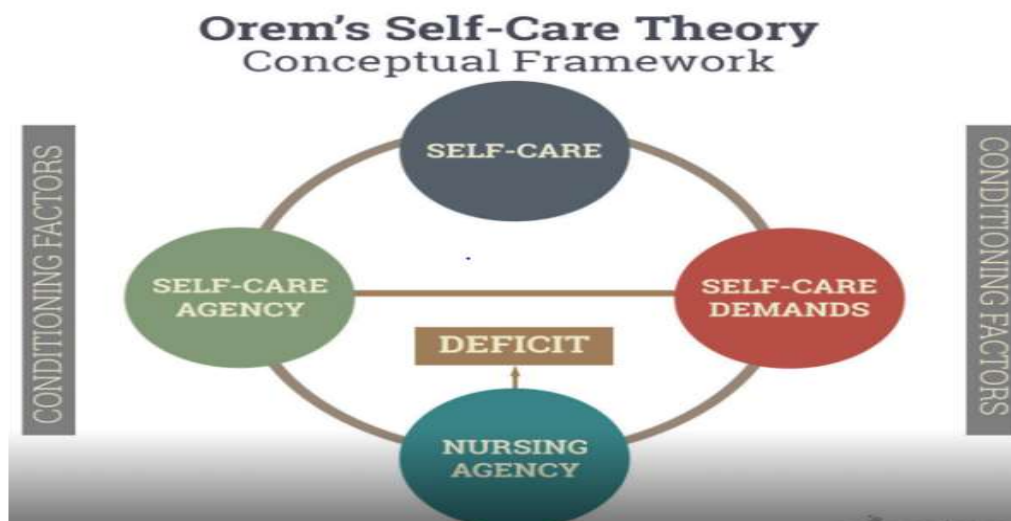 Orem's Self-Care Theory
Conceptual Framework
CONDITIONING FACTORS
SELF-CARE
CONDITIONING FACTORS
SELF-CARE
AGENCY
SELF-CARE
DEMANDS
DEFICIT
NURSING
AGENCY